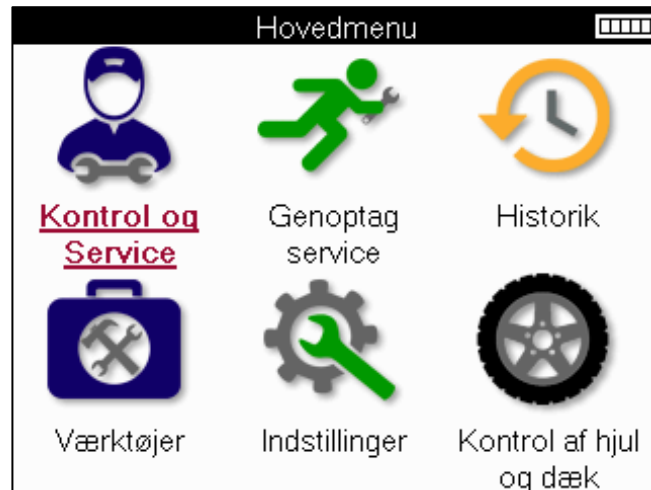 Hovedmenu
Kontrol og
Service
Genoptag
service
Historik
Værktøjer
Indstillinger
Kontrol af hjul
og dæk